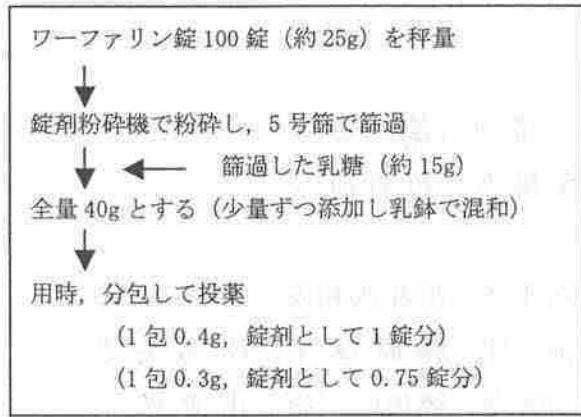 ワーファリン錠 100 錠（約 25g）を秤量
錠剤粉砕機で粉砕し，5 号篩で篩過
篩過した乳糖（約 15g）
全量 40g とする（少量ずつ添加し乳鉢で混和）
用時，分包して投薬
（1 包 0.4g，錠剤として 1 錠分）
（1 包 0.3g，錠剤として 0.75 錠分）